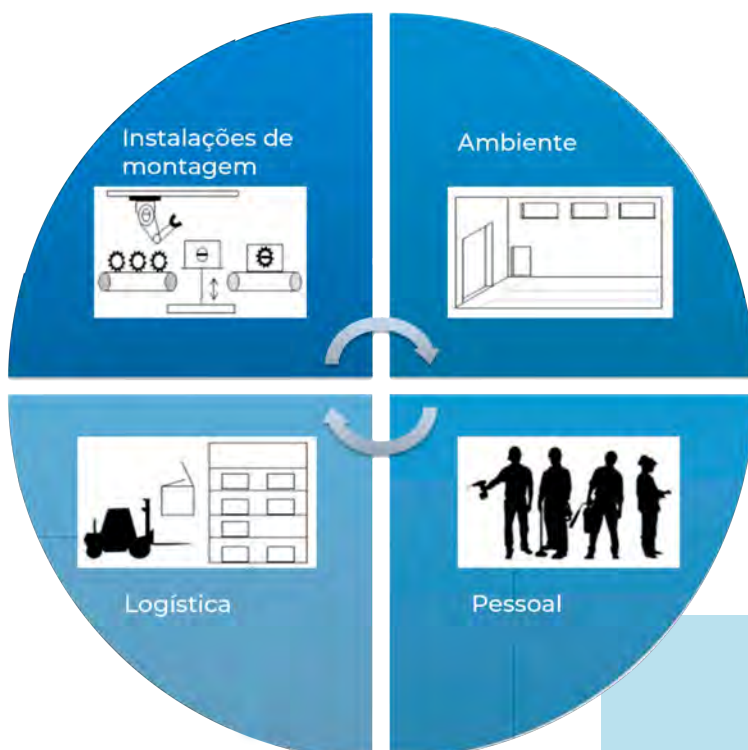 Instalações de
montagem
Ambiente
Logística
Pessoal